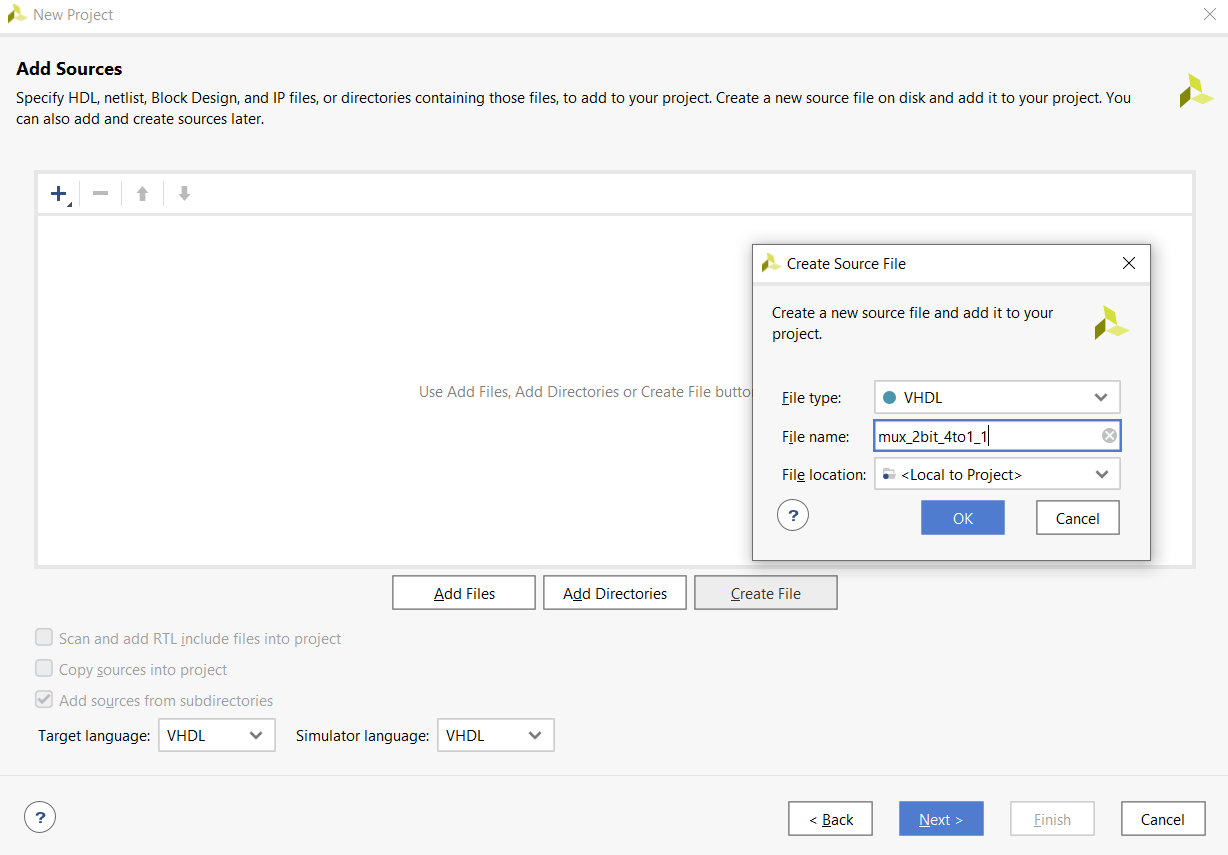 New Project
Add Sources
Specify HDL, netlist, Block Design, and IP files, or directories containing those files, to add to your project. Create a new source file on disk and add it to your project. You
can also add and create sources later.
Use Add Files, Add Directories or Create File
Create Source File
Create a new source file and add it to your
project.
File type: VHDL
File name: mux_2bit_4to1_1
File location: <Local to Project>
? OK Cancel
Add Files Add Directories Create File
Scan and add RTL include files into project
Copy sources into project
Add sources from subdirectories
Target language: VHDL Simulator language: VHDL
? < Back Next > Finish Cancel